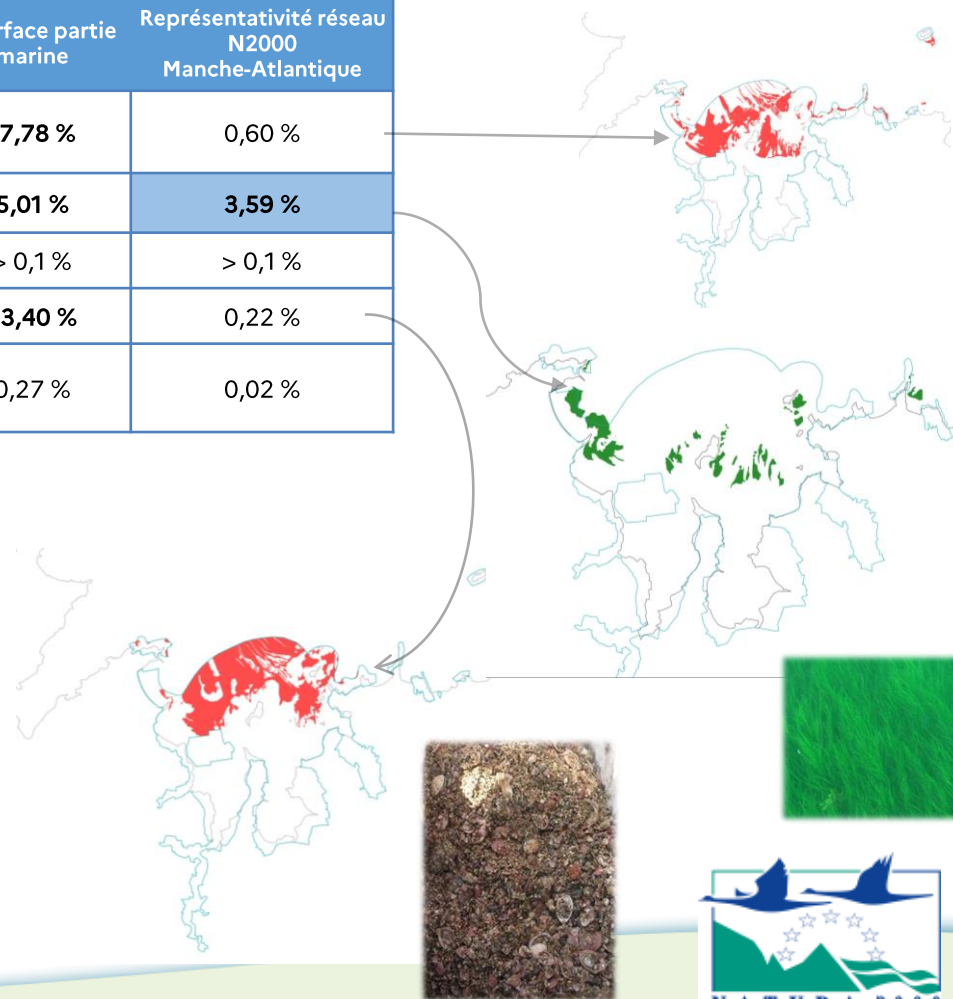 rface partie
marine
Représentativité réseau
N2000
Manche-Atlantique
7,78 %
0,60 %
5,01 %
3,59 %
> 0,1 %
> 0,1 %
3,40 %
0,22 %
0,27 %
0,02 %